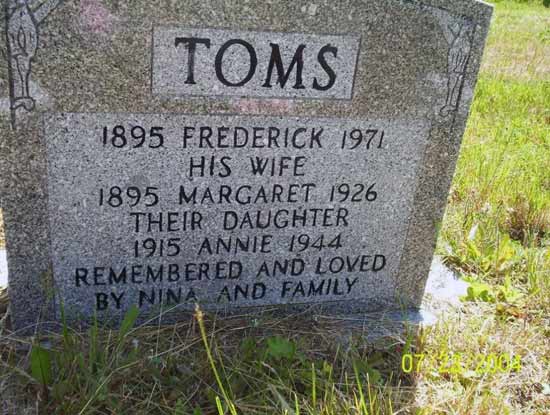 TOMS
1895 FREDERICK 1971
HIS WIFE
1895 MARGARET 1926
THEIR DAUGHTER
1915 ANNIE 1944
REMEMBERED AND LOVED
BY NINA AND FAMILY
07.22.2004